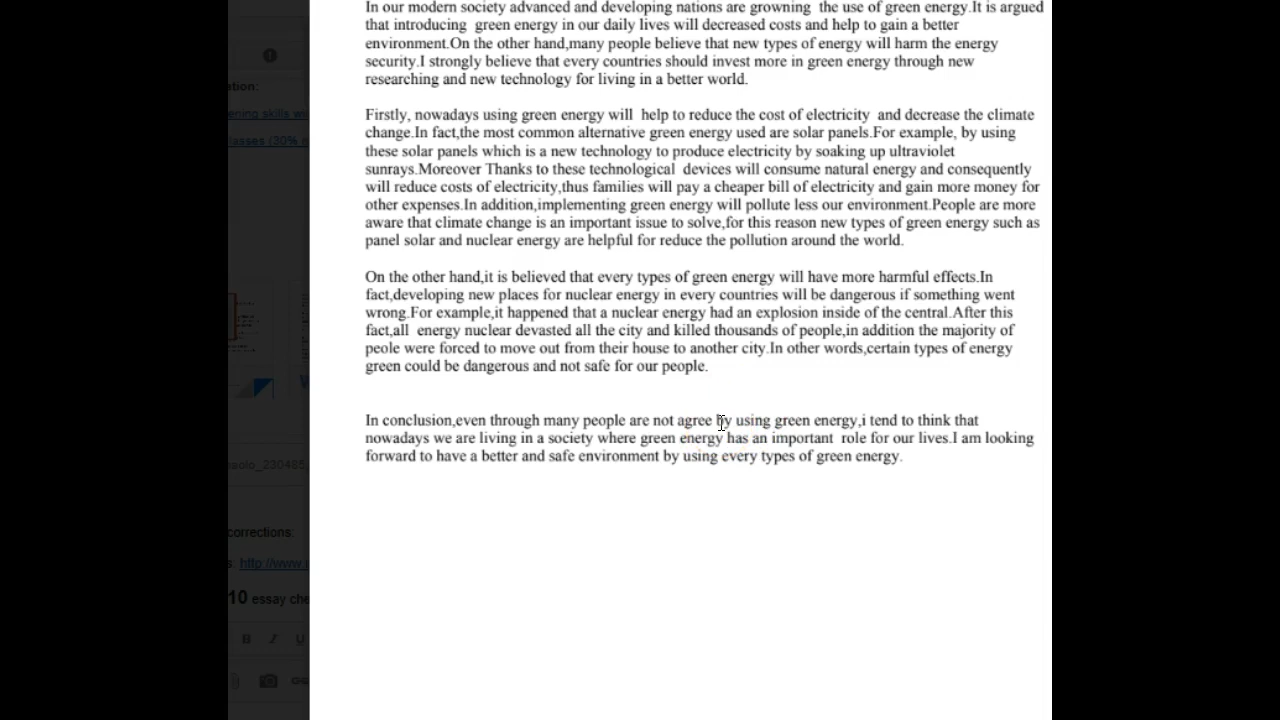 In our modern society advanced and developing nations are growning  the use of green energy.It is argued
that introducing  green energy in our daily lives will decreased costs and help to gain a better
environment.On the other hand,many people believe that new types of energy will harm the energy
security.I strongly believe that every countries should invest more in green energy through new
researching and new technology for living in a better world.
Firstly, nowadays using green energy will  help to reduce the cost of electricity  and decrease the climate
change.In fact,the most common alternative green energy used are solar panels.For example, by using
these solar panels which is a new technology to produce electricity by soaking up ultraviolet
sunrays.Moreover Thanks to these technological  devices will consume natural energy and consequently
will reduce costs of electricity,thus families will pay a cheaper bill of electricity and gain more money for
other expenses.In addition,implementing green energy will pollute less our environment.People are more
aware that climate change is an important issue to solve,for this reason new types of green energy such as
panel solar and nuclear energy are helpful for reduce the pollution around the world.
On the other hand,it is believed that every types of green energy will have more harmful effects.In
fact,developing new places for nuclear energy in every countries will be dangerous if something went
wrong.For example,it happened that a nuclear energy had an explosion inside of the central.After this
fact,all  energy nuclear devasted all the city and killed thousands of people,in addition the majority of
peole were forced to move out from their house to another city.In other words,certain types of energy
green could be dangerous and not safe for our people.
In conclusion,even through many people are not agree by using green energy,i tend to think that
nowadays we are living in a society where green energy has an important  role for our lives.I am looking
forward to have a better and safe environment by using every types of green energy.
ation:
ening skills wi
lasses (30%
aolo_230485
corrections:
s: http://www.i
10 essay che
B I U